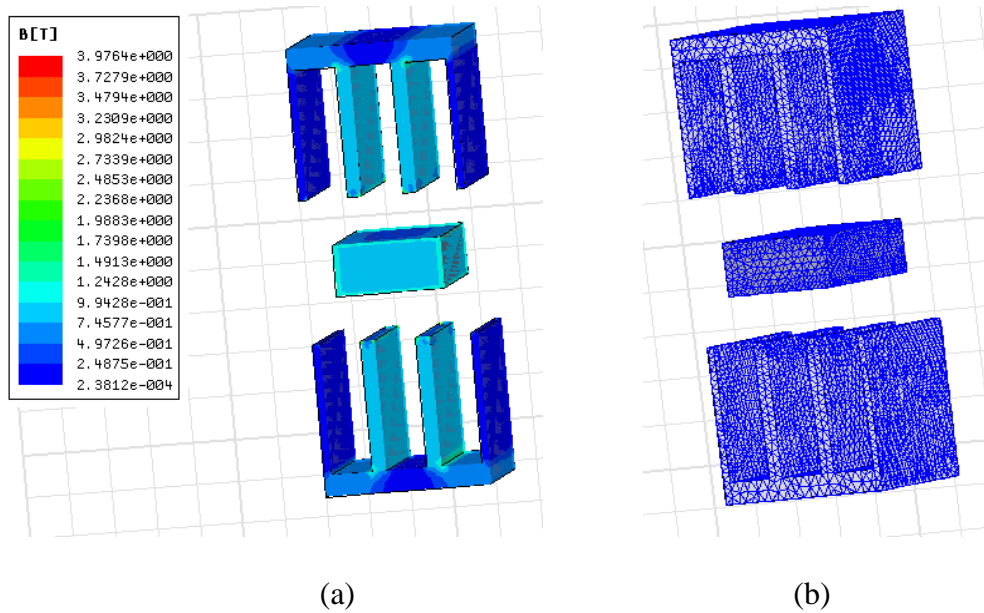 B[T]
3.9764e+000
3.7279e+000
3.4794e+000
3.2309e+000
2.9824e+000
2.7339e+000
2.4853e+000
2.2368e+000
1.9883e+000
1.7398e+000
1.4913e+000
1.2428e+000
9.9428e-001
7.4577e-001
4.9726e-001
2.4875e-001
2.3812e-004
(a) (b)